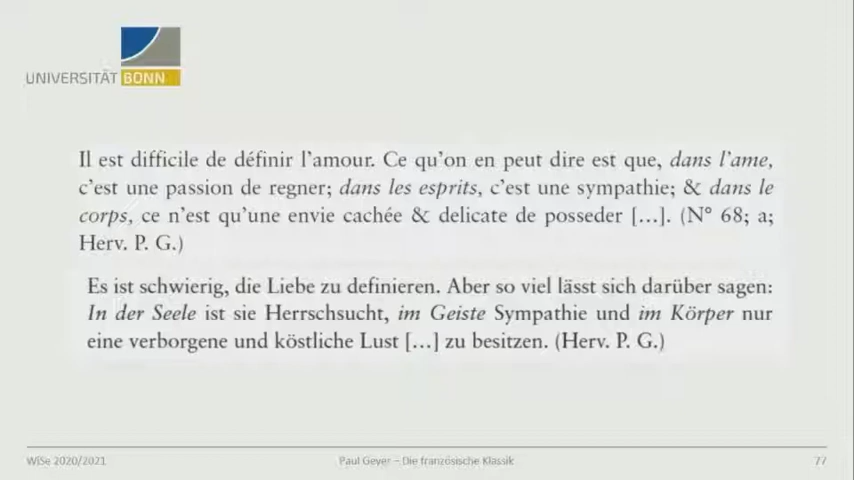 UNIVERSITÄT BONN
Il est difficile de définir l'amour. Ce qu'on en peut dire est que, dans l'ame,
c'est une passion de regner; dans les esprits, c'est une sympathie; & dans le
corps, ce n'est qu'une envie cachée & delicate de posseder […]. (N° 68; a;
Herv. P. G.)
Es ist schwierig, die Liebe zu definieren. Aber so viel lässt sich darüber sagen:
In der Seele ist sie Herrschsucht, im Geiste Sympathie und im Körper nur
eine verborgene und köstliche Lust […] zu besitzen. (Herv. P. G.)
WiSe 2020/2021
Paul Geyer – Die französische Klassik
77